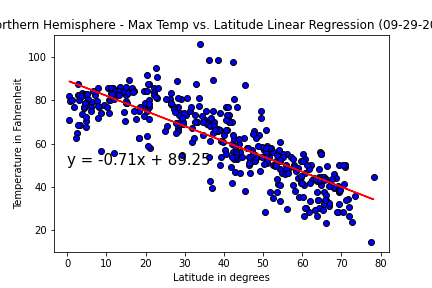 orthern Hemisphere - Max Temp vs. Latitude Linear Regression (09-29-20
Temperature in Fahrenheit
100
80
60
40
20
y = -0.71x + 89.25
0 10 20 30 40 50 60 70 80
Latitude in degrees